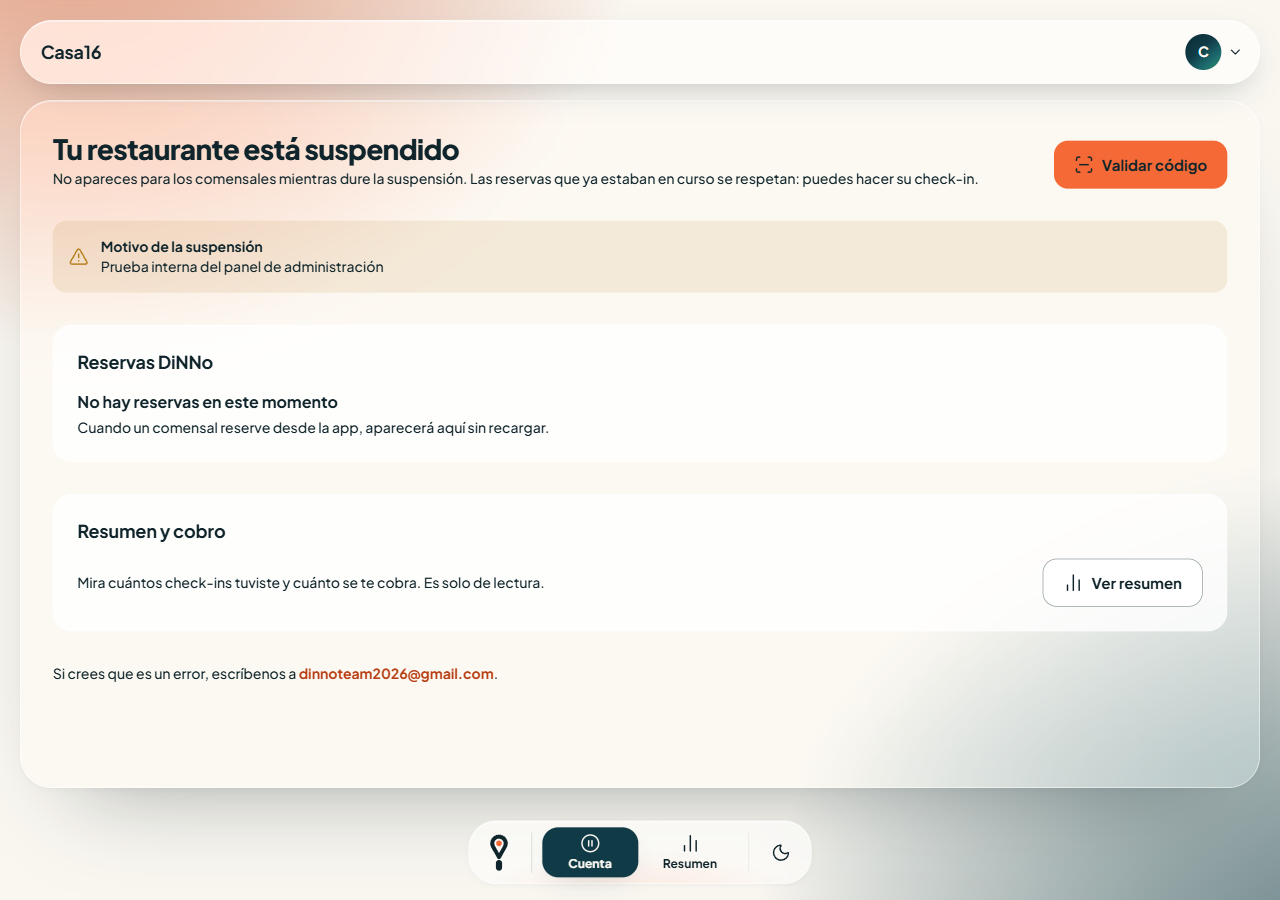 Casa16
C
Tu restaurante está suspendido
No apareces para los comensales mientras dure la suspensión. Las reservas que ya estaban en curso se respetan: puedes hacer su check-in.
Validar código
Motivo de la suspensión
Prueba interna del panel de administración
Reservas DiNNo
No hay reservas en este momento
Cuando un comensal reserve desde la app, aparecerá aquí sin recargar.
Resumen y cobro
Mira cuántos check-ins tuviste y cuánto se te cobra. Es solo de lectura.
Ver resumen
Si crees que es un error, escríbenos a dinnoteam2026@gmail.com.
Cuenta
Resumen